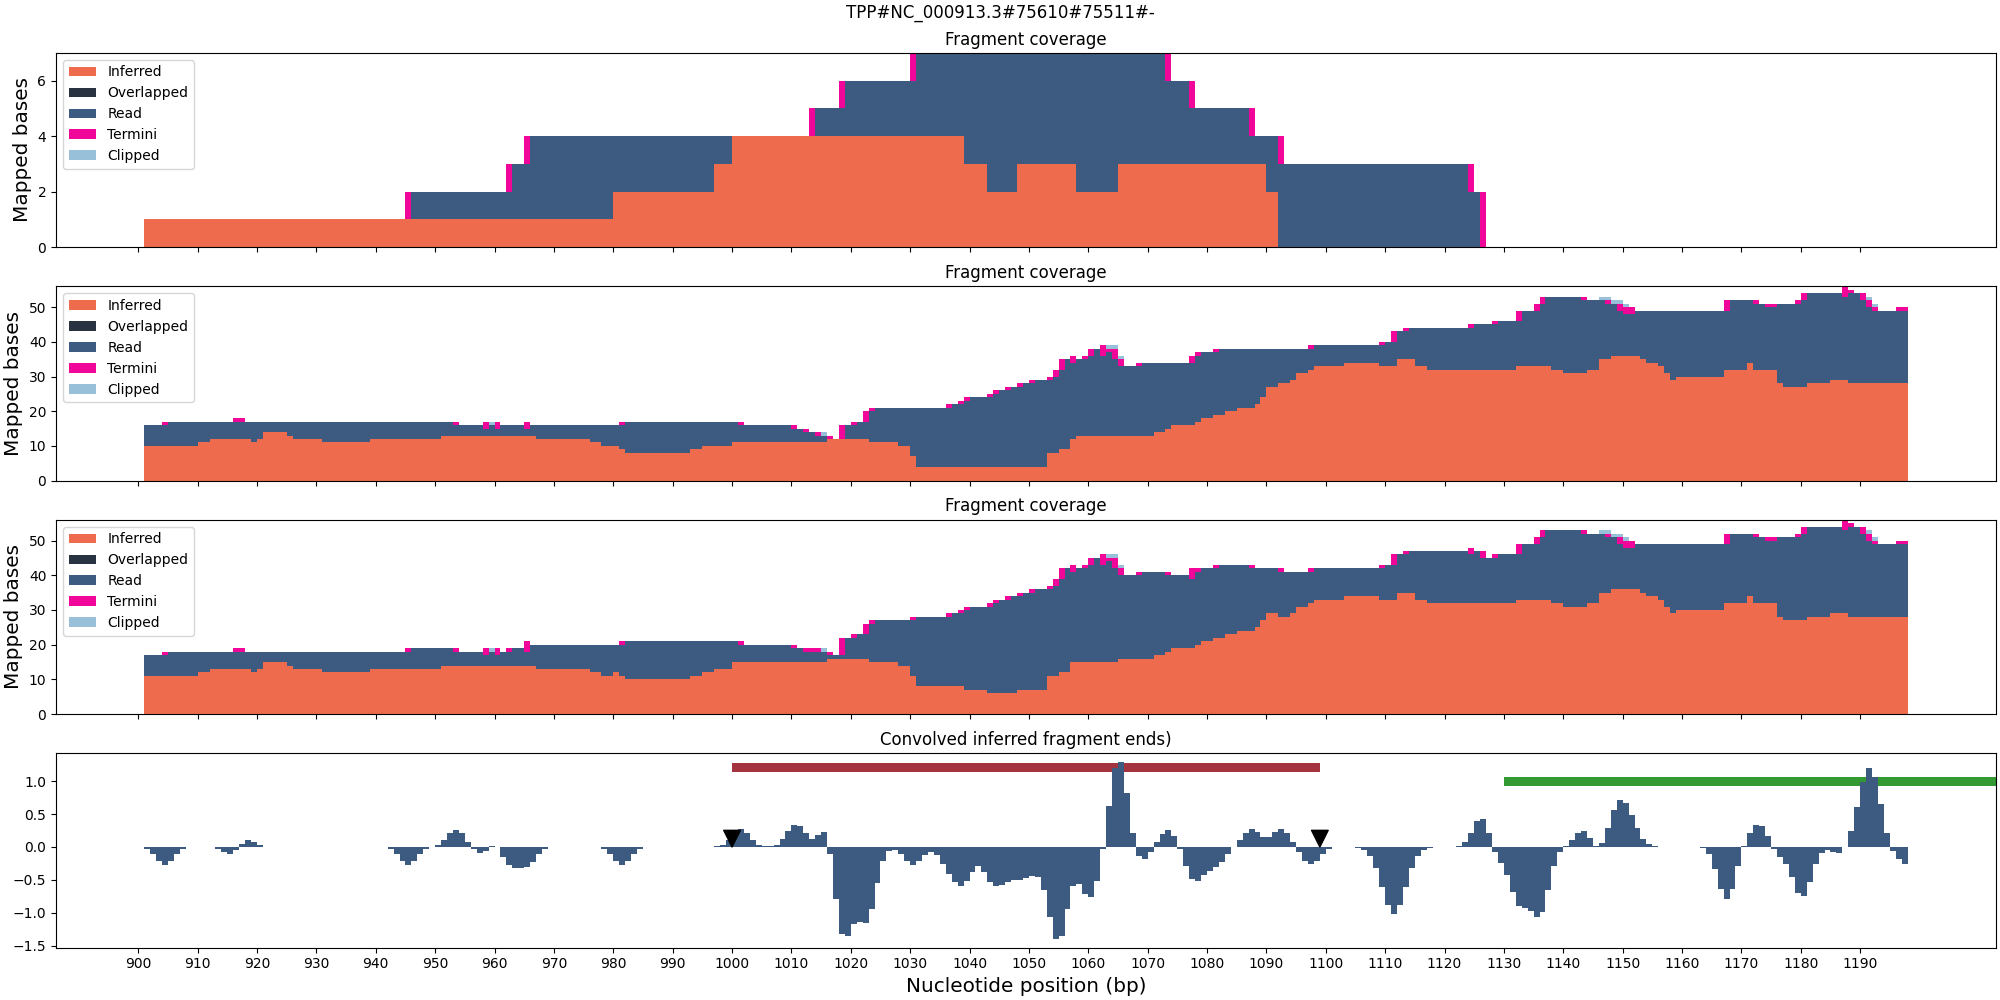 TPP#NC_000913.3#75610#75511#-
Fragment coverage
Mapped bases
6
4
2
0
Inferred
Overlapped
Read
Termini
Clipped
Fragment coverage
Mapped bases
50
40
30
20
10
0
Inferred
Overlapped
Read
Termini
Clipped
Fragment coverage
Mapped bases
50
40
30
20
10
0
Inferred
Overlapped
Read
Termini
Clipped
Convolved inferred fragment ends)
1.0
0.5
0.0
−0.5
−1.0
−1.5
900 910 920 930 940 950 960 970 980 990 1000 1010 1020 1030 1040 1050 1060 1070 1080 1090 1100 1110 1120 1130 1140 1150 1160 1170 1180 1190
Nucleotide position (bp)